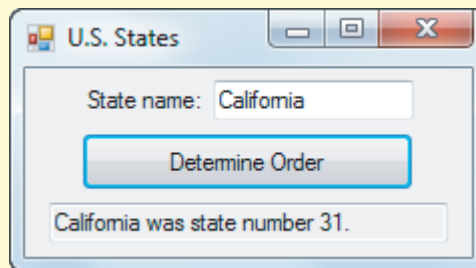 U.S. States
State name: California
Determine Order
California was state number 31.